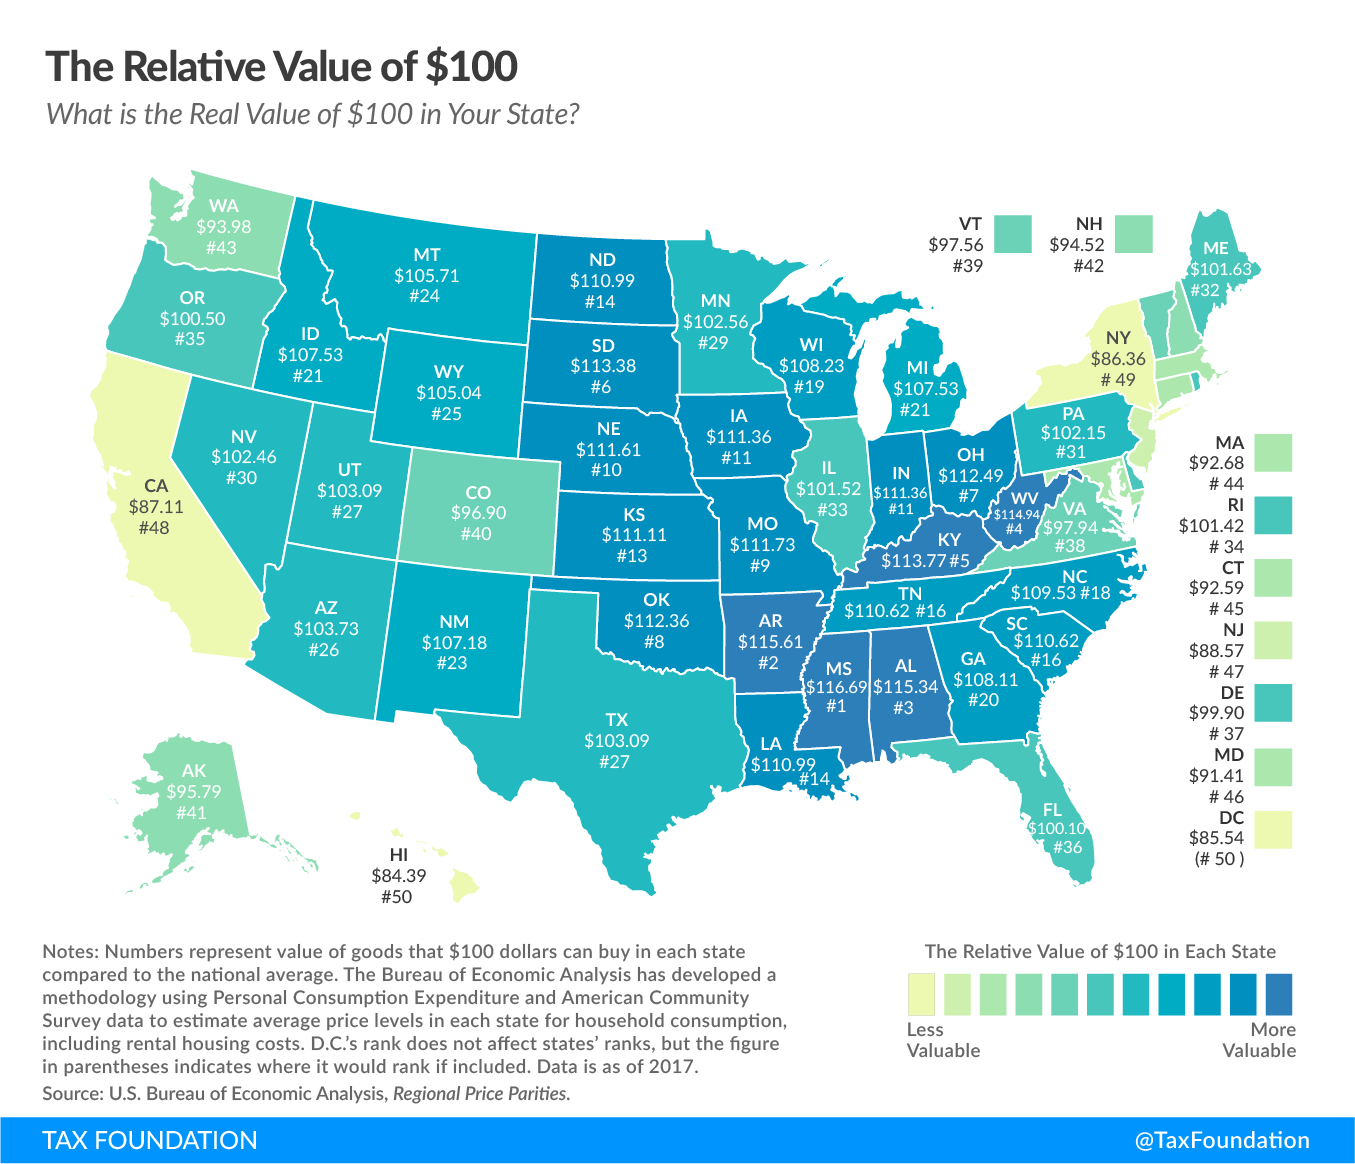 The Relative Value of $100
What is the Real Value of $100 in Your State?
WA
$93.98
#43
OR
$100.50
#35
CA
$87.11
#48
ID
$107.53
#21
NV
$102.46
#30
MT
$105.71
#24
WY
$105.04
#25
UT
$103.09
#27
CO
$96.90
#40
AZ
$103.73
#26
NM
$107.18
#23
ND
$110.99
#14
SD
$113.38
#6
NE
$111.61
#10
KS
$111.11
#13
OK
$112.36
#8
TX
$103.09
#27
MN
$102.56
#29
IA
$111.36
#11
MO
$111.73
#9
AR
$115.61
#2
LA
$110.99
#14
WI
$108.23
#19
IL
$101.52
#33
MI
$107.53
#21
IN
$111.36
#11
OH
$112.49
#7
KY
$113.77 #5
TN
$110.62 #16
MS
$116.69
#1
AL
$115.34
#3
GA
$108.11
#20
FL
$100.10
#36
SC
$110.62
#16
NC
$109.53 #18
WV
$114.94
#4
VA
$97.94
#38
PA
$102.15
#31
NY
$86.36
# 49
VT
$97.56
#39
NH
$94.52
#42
ME
$101.63
#32
MA
$92.68
# 44
RI
$101.42
# 34
CT
$92.59
# 45
NJ
$88.57
# 47
DE
$99.90
# 37
MD
$91.41
# 46
DC
$85.54
(# 50 )
AK
$95.79
#41
HI
$84.39
#50
Notes: Numbers represent value of goods that $100 dollars can buy in each state
compared to the national average. The Bureau of Economic Analysis has developed a
methodology using Personal Consumption Expenditure and American Community
Survey data to estimate average price levels in each state for household consumption,
including rental housing costs. D.C.'s rank does not affect states' ranks, but the figure
in parentheses indicates where it would rank if included. Data is as of 2017.
Source: U.S. Bureau of Economic Analysis, Regional Price Parities.
The Relative Value of $100 in Each State
Less
Valuable
More
Valuable
TAX FOUNDATION
@TaxFoundation